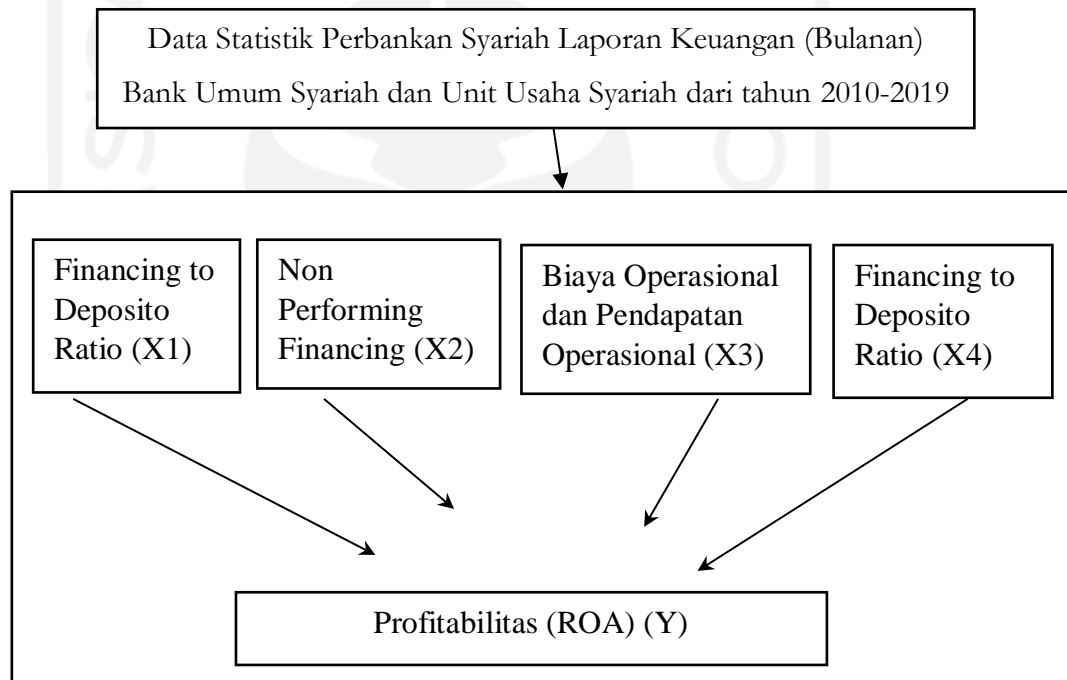 Data Statistik Perbankan Syariah Laporan Keuangan (Bulanan)
Bank Umum Syariah dan Unit Usaha Syariah dari tahun 2010-2019
Financing to
Deposito
Ratio (X1)
Non
Performing
Financing (X2)
Biaya Operasional
dan Pendapatan
Operasional (X3)
Financing to
Deposito
Ratio (X4)
Profitabilitas (ROA) (Y)